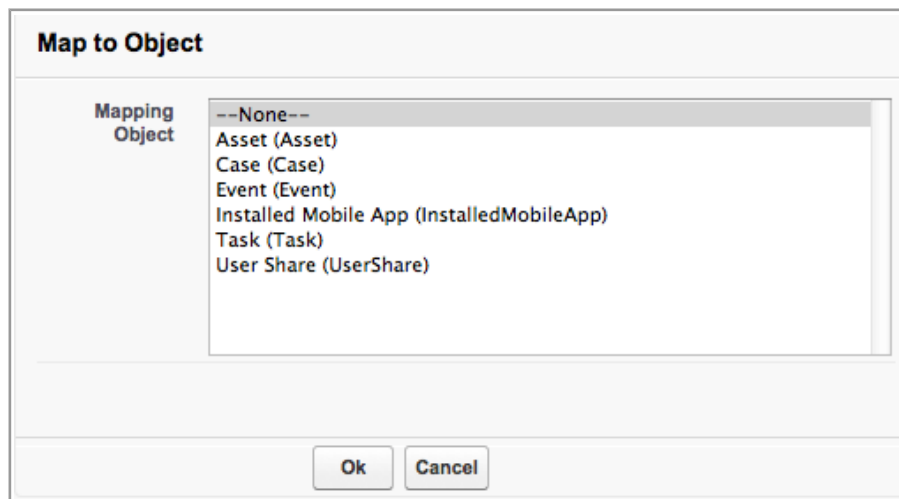 Map to Object
Mapping
Object
--None--
Asset (Asset)
Case (Case)
Event (Event)
Installed Mobile App (InstalledMobileApp)
Task (Task)
User Share (UserShare)
Ok
Cancel